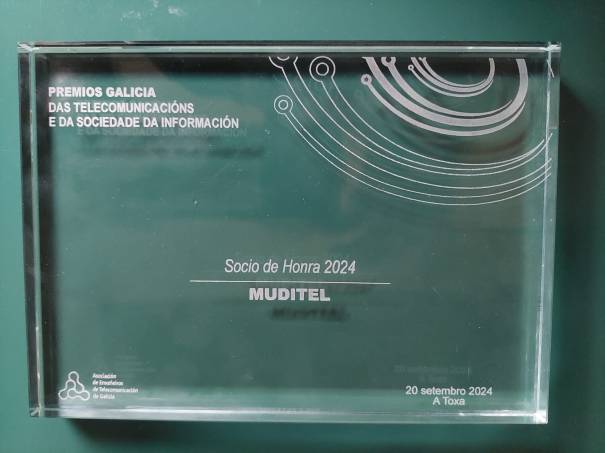 PREMIOS GALICIA
DAS TELECOMUNICACIÓNS
E DA SOCIEDADE DA INFORMACIÓN
Socio de Honra 2024
MUDITEL
Asociación
de Enxeñeiros
de Telecomunicación
de Galicia
20 setembro 2024
A Toxa